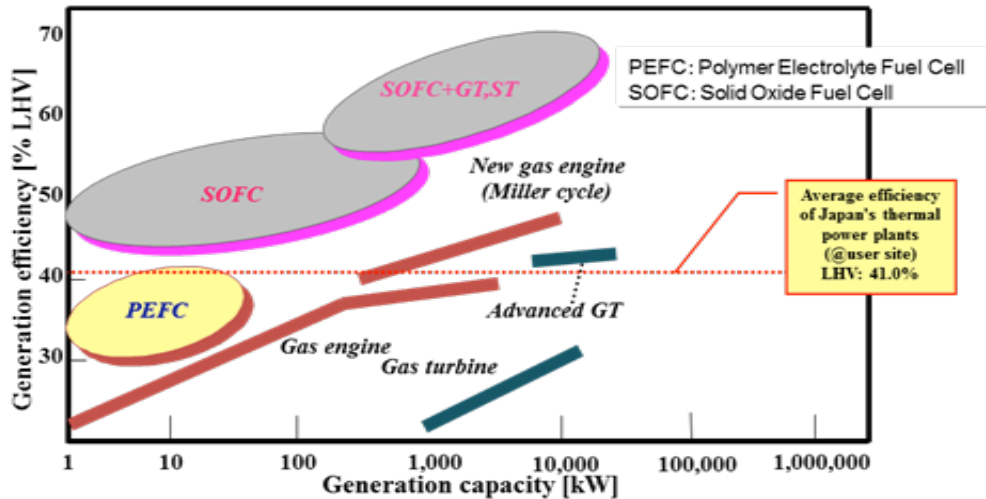 70
60
50
40
30
Generation efficiency [% LHV]
SOFC+GT,ST
PEFC: Polymer Electrolyte Fuel Cell
SOFC: Solid Oxide Fuel Cell
New gas engine
(Miller cycle)
SOFC
Average efficiency
of Japan's thermal
power plants
(@user site)
LHV: 41.0%
PEFC
Advanced GT
Gas engine
Gas turbine
1 10 100 1,000 10,000 100,000 1,000,000
Generation capacity [kW]